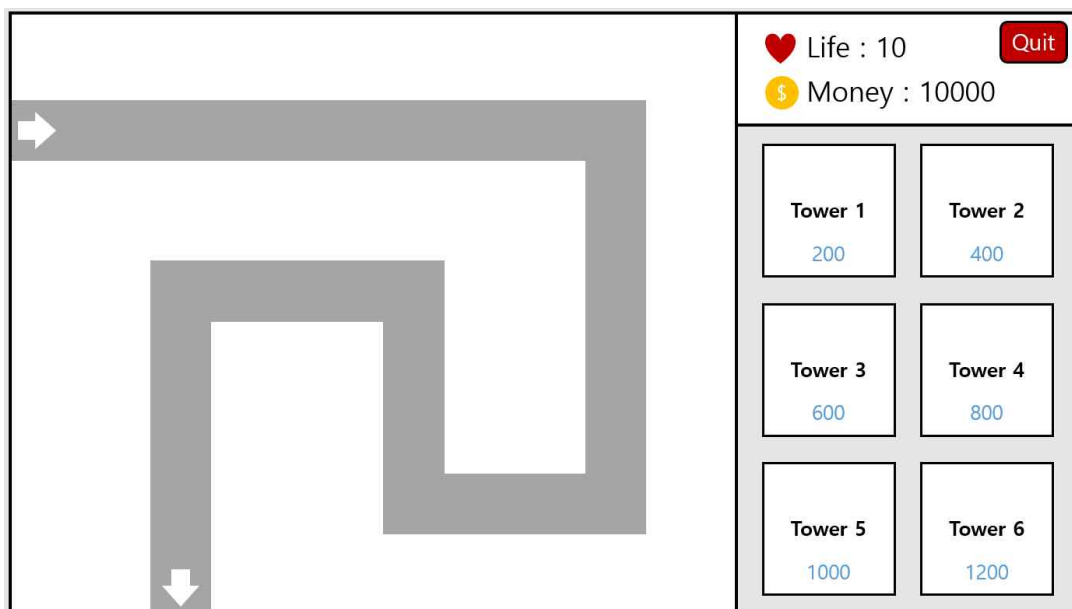 Life : 10
Quit
$
Money : 10000
Tower 1
200
Tower 2
400
Tower 3
600
Tower 4
800
Tower 5
1000
Tower 6
1200